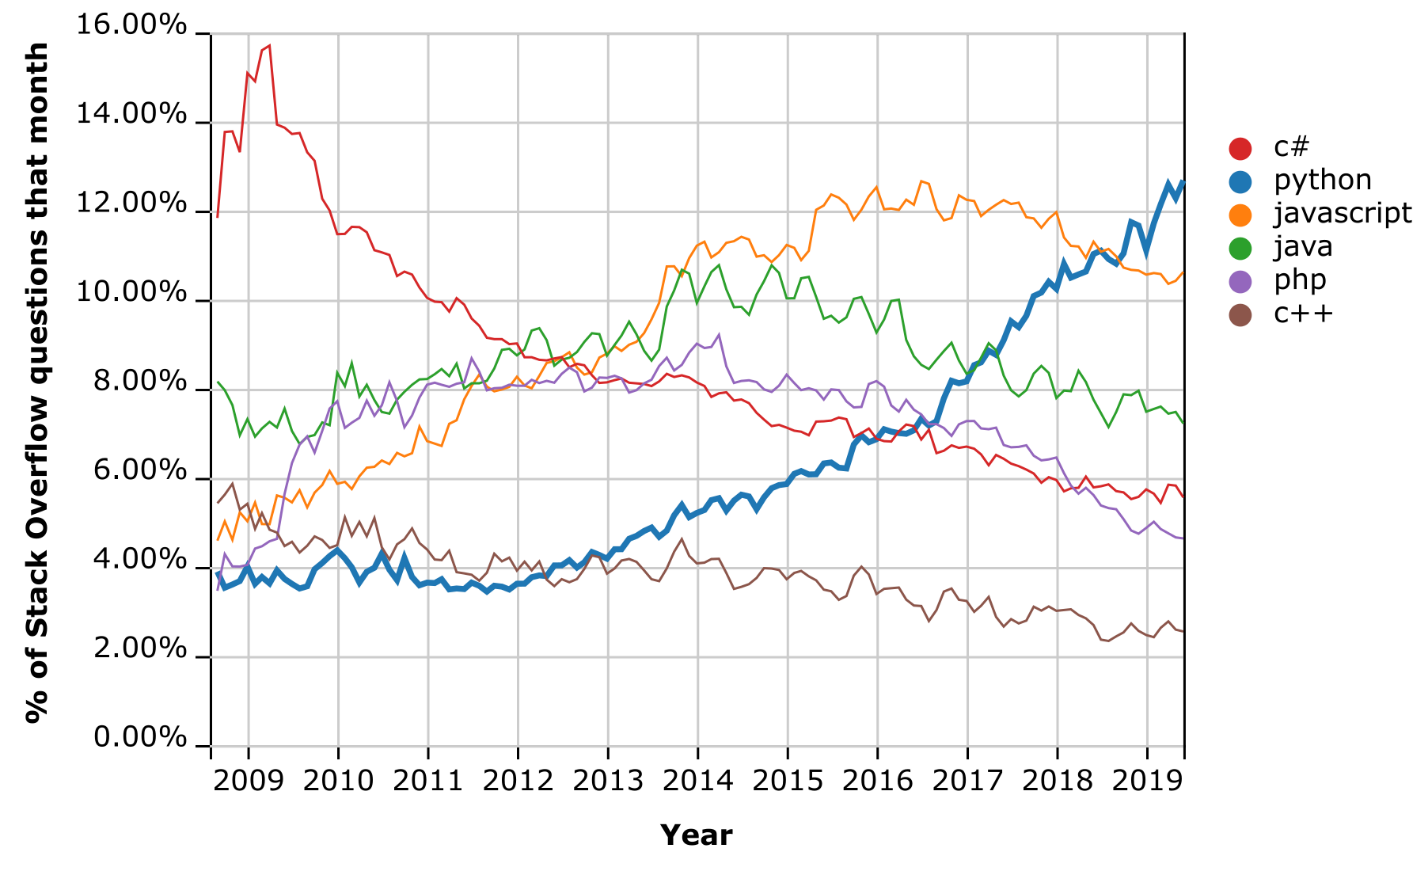 % of Stack Overflow questions that month
16.00%
14.00%
12.00%
10.00%
8.00%
6.00%
4.00%
2.00%
0.00%
2009 2010 2011 2012 2013 2014 2015 2016 2017 2018 2019
Year
c#
python
javascript
java
php
c++